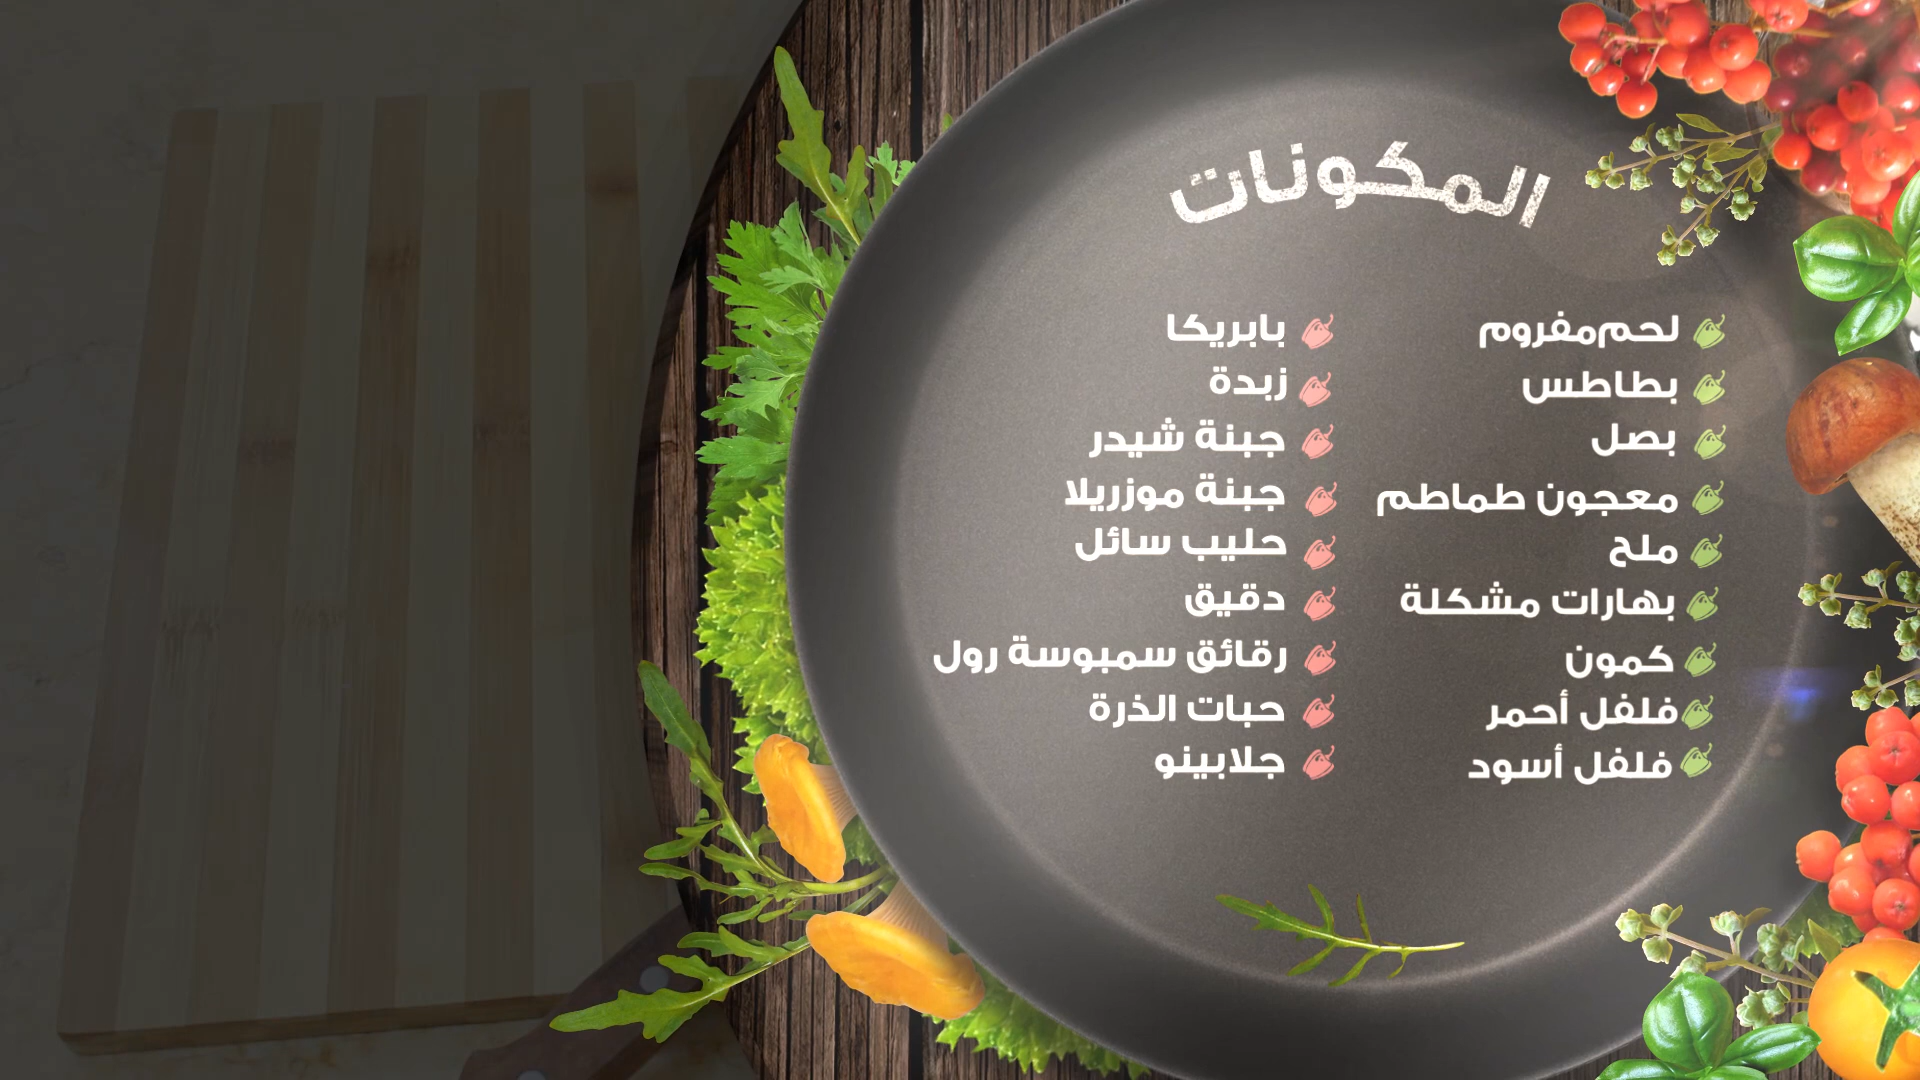 المكونات
لحم مفروم
بطاطس
بصل
معجون طماطم
ملح
بهارات مشكلة
كمون
فلفل أحمر
فلفل أسود
بابريكا
زبدة
جبنة شيدر
جبنة موزريلا
حليب سائل
دقيق
رقائق سمبوسة رول
حبات الذرة
جلابينو